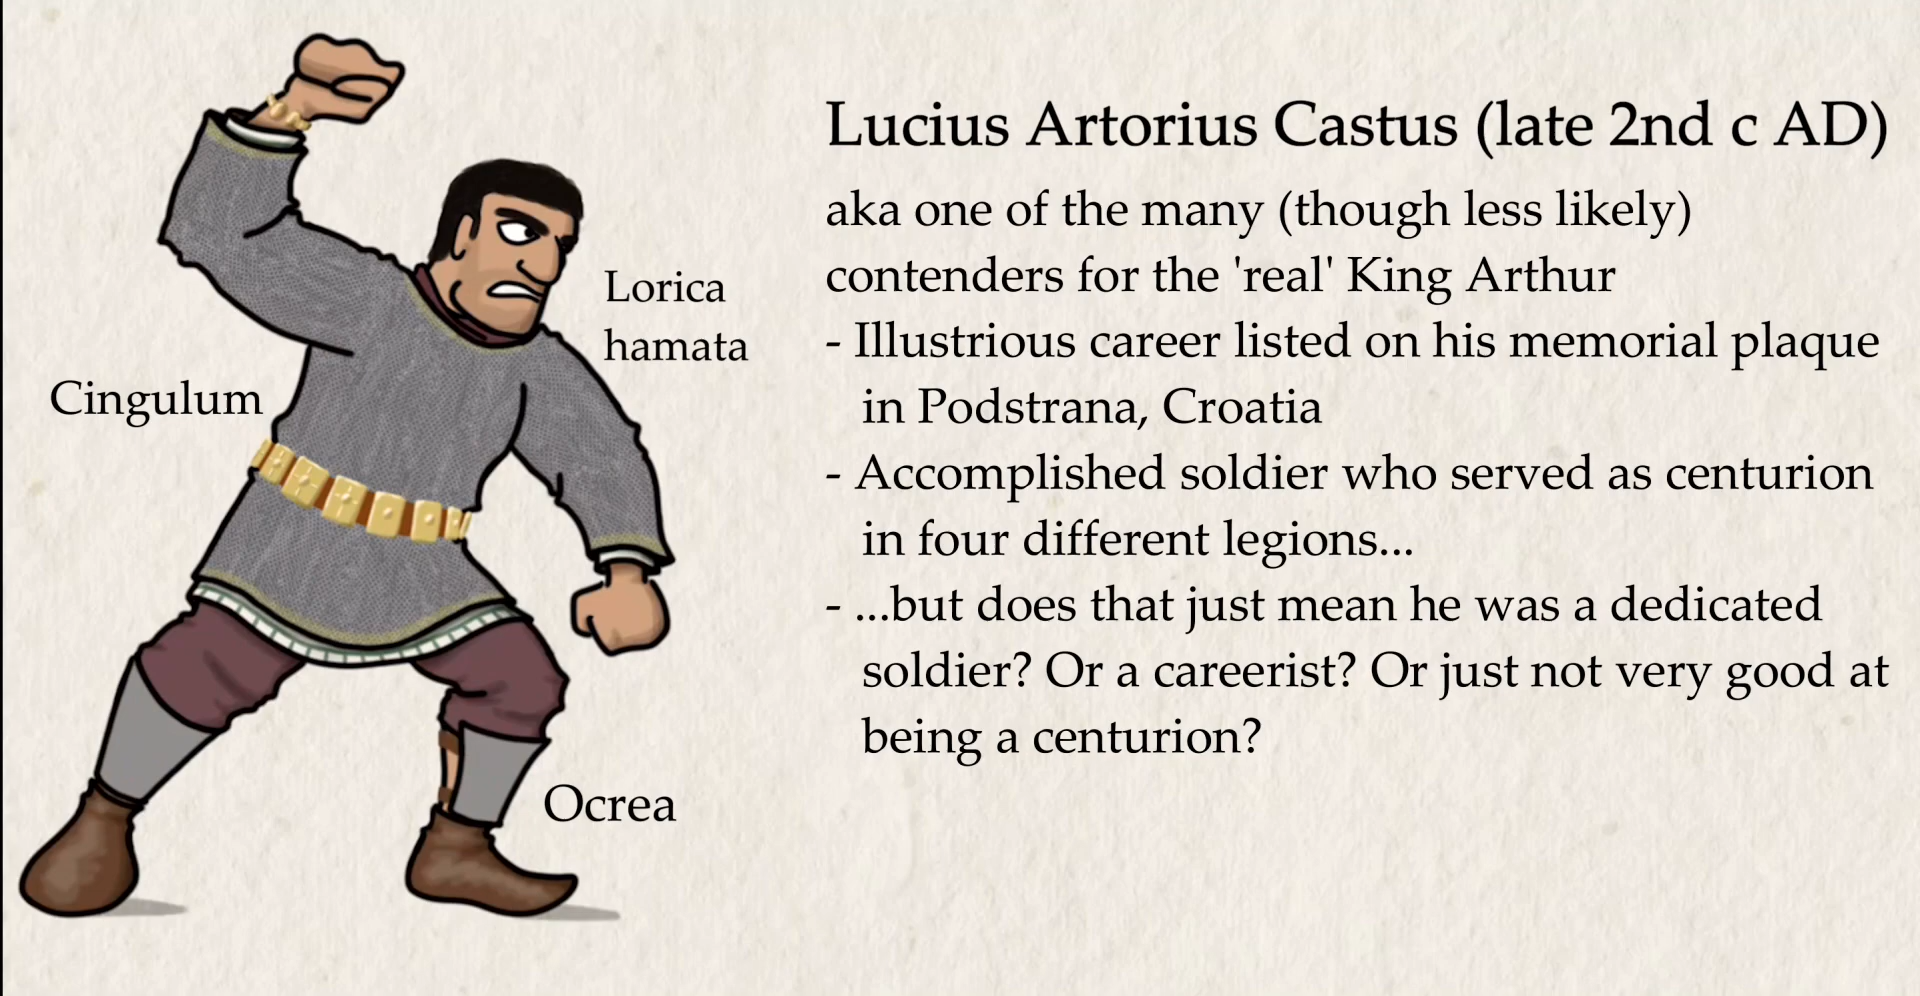 Lucius Artorius Castus (late 2nd c AD)
aka one of the many (though less likely)
contenders for the 'real' King Arthur
- Illustrious career listed on his memorial plaque
in Podstrana, Croatia
- Accomplished soldier who served as centurion
in four different legions...
- ...but does that just mean he was a dedicated
soldier? Or a careerist? Or just not very good at
being a centurion?
Lorica
hamata
Cingulum
Ocrea